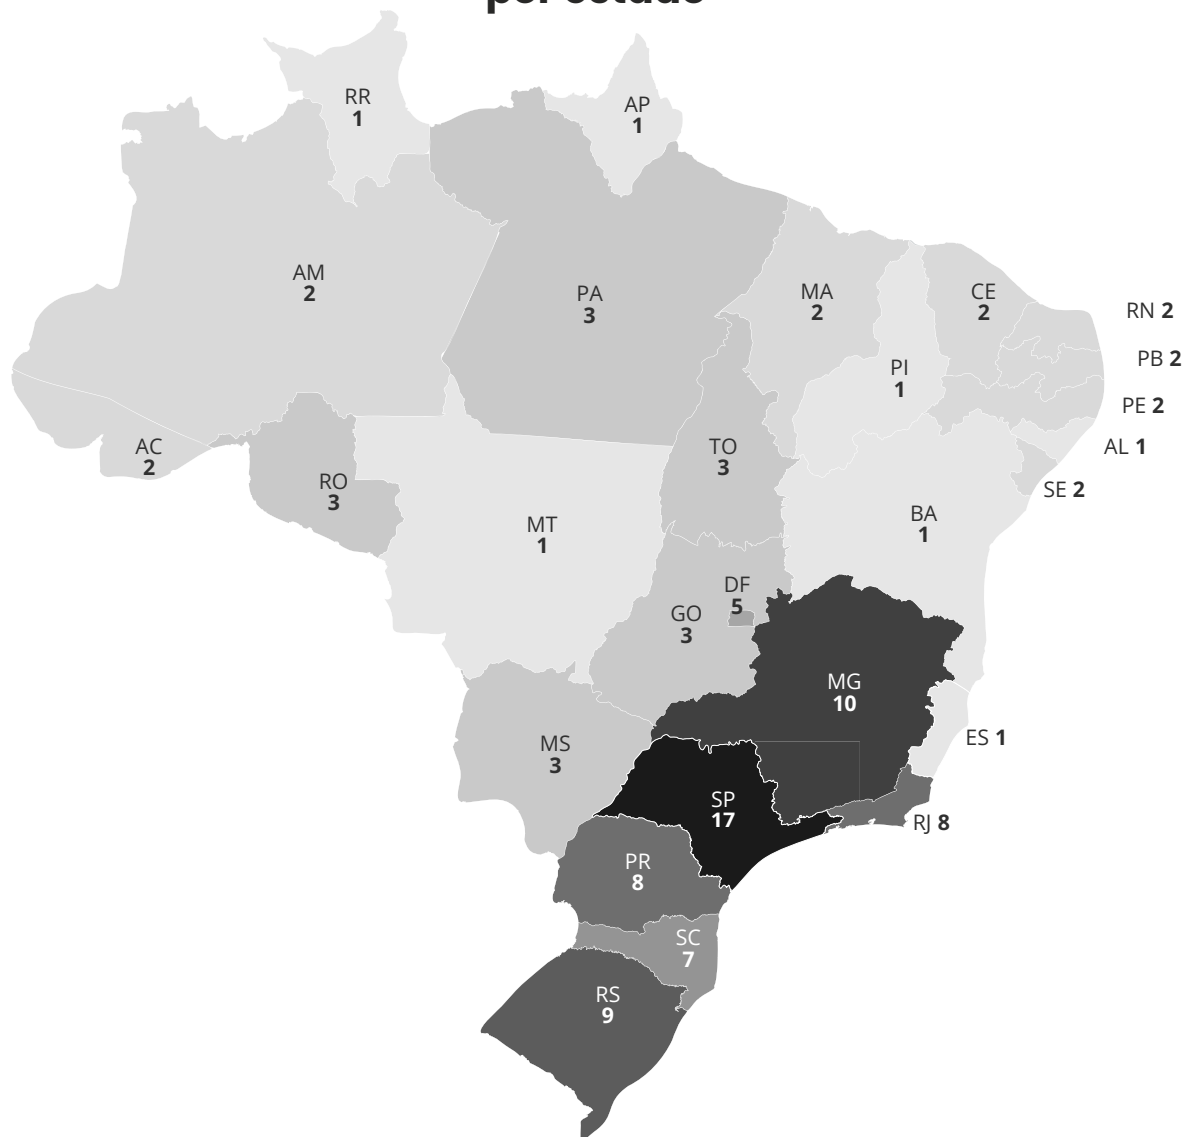 por estado
RR
1
AP
1
AM
2
PA
3
MA
2
CE
2
RN 2
PB 2
PI
1
PE 2
AC
2
TO
3
AL 1
RO
3
SE 2
MT
1
BA
1
DF
5
GO
3
MG
10
ES 1
MS
3
SP
17
RJ 8
PR
8
SC
7
RS
9